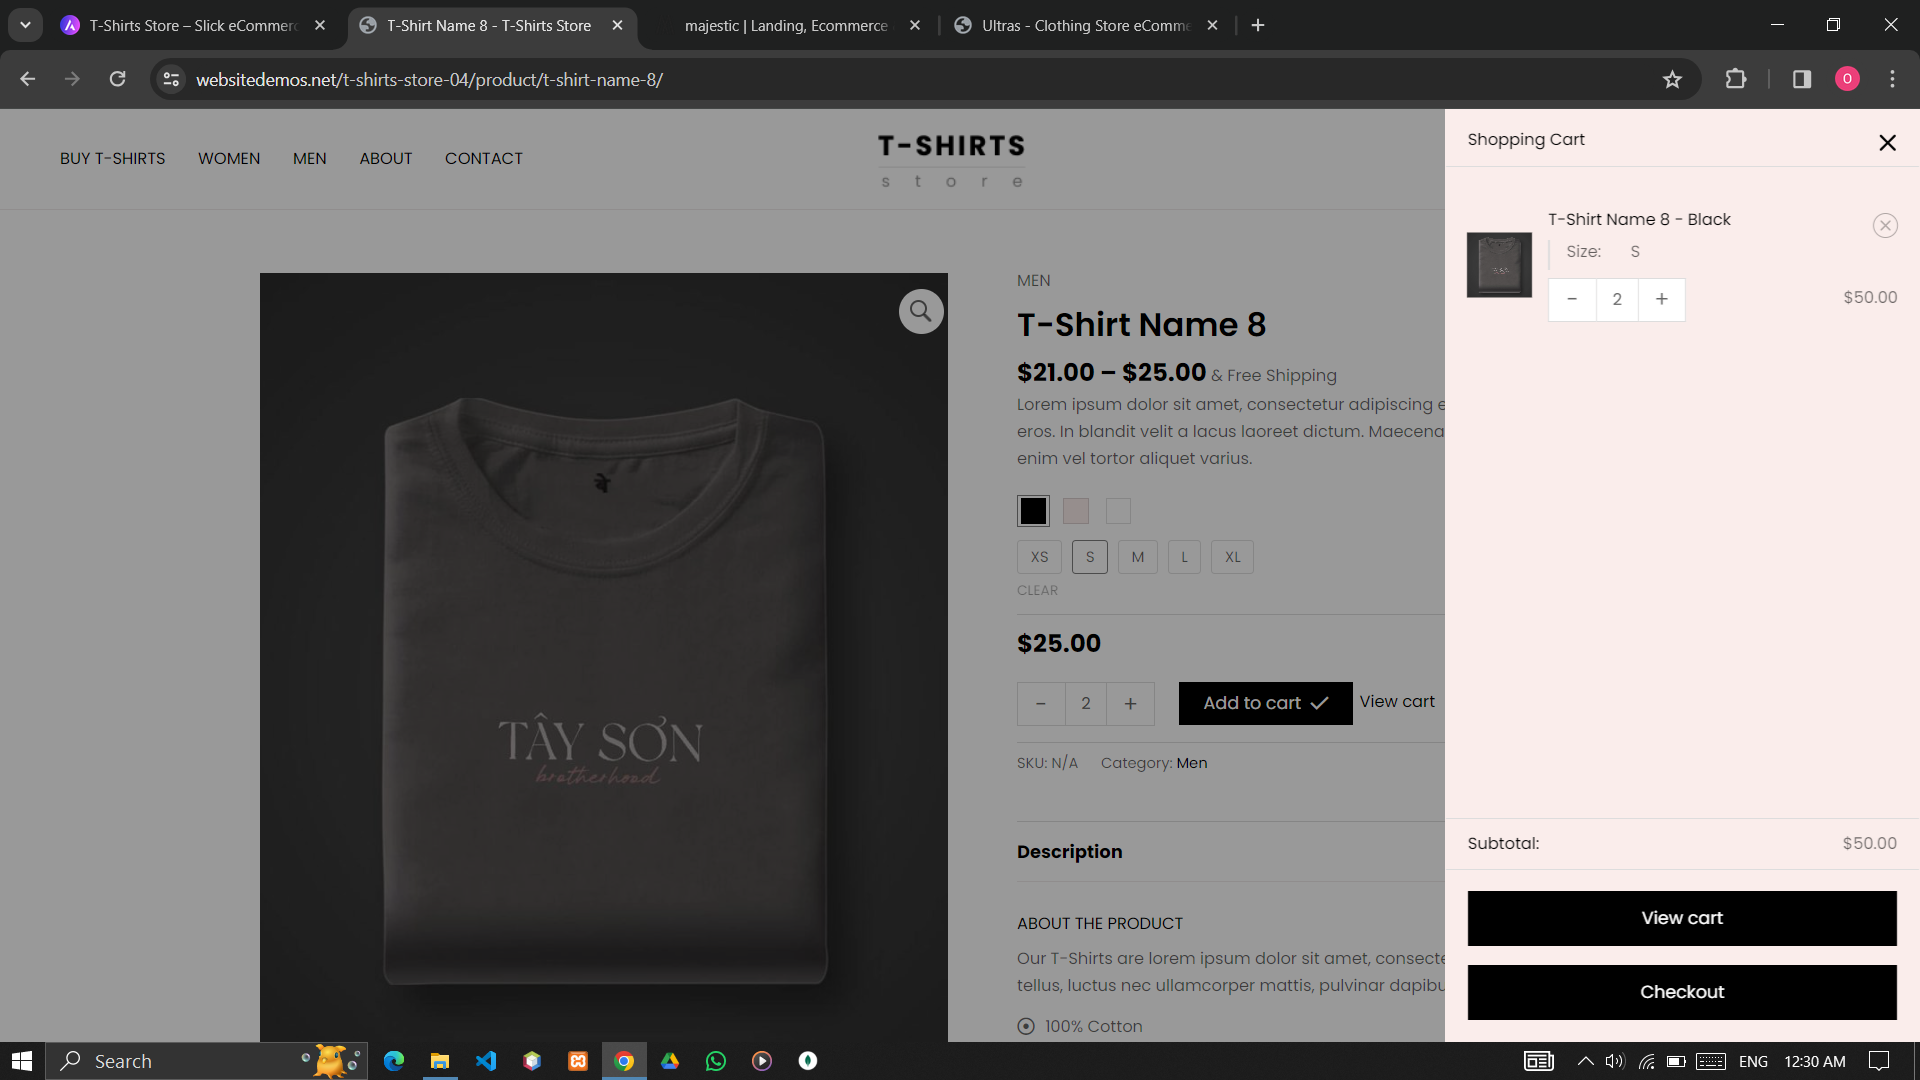 T-Shirts Store – Slick eCommerc
T-Shirt Name 8 - T-Shirts Store
majestic | Landing, Ecommerce
Ultras - Clothing Store eComme
websitedemos.net/t-shirts-store-04/product/t-shirt-name-8/
O
BUY T-SHIRTS WOMEN MEN ABOUT CONTACT
T-SHIRTS
store
MEN
T-Shirt Name 8
$21.00 – $25.00 & Free Shipping
Lorem ipsum dolor sit amet, consectetur adipiscing e
eros. In blandit velit a lacus laoreet dictum. Maecena
enim vel tortor aliquet varius.
XS S M L XL
CLEAR
$25.00
- 2 + Add to cart View cart
SKU: N/A Category: Men
Description
ABOUT THE PRODUCT
Our T-Shirts are lorem ipsum dolor sit amet, consecte
tellus, luctus nec ullamcorper mattis, pulvinar dapibu
100% Cotton
TÂY SƠN
brotherhood
Shopping Cart
T-Shirt Name 8 - Black
Size: S
- 2 + $50.00
Subtotal: $50.00
View cart
Checkout
Search
ENG 12:30 AM